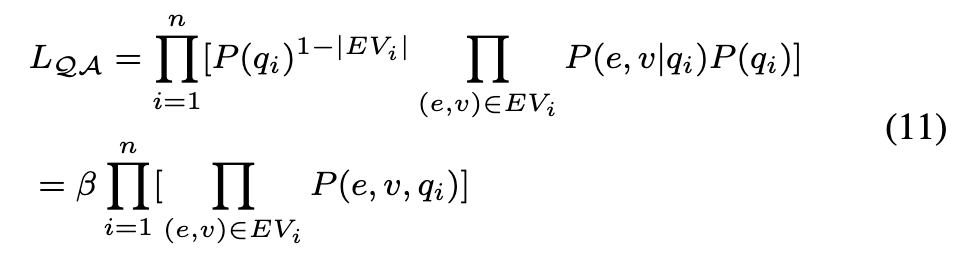 L_{\mathcal{QA}} = \prod_{i=1}^{n} [P(q_i)^{1-|EV_i|} \prod_{(e,v) \in EV_i} P(e, v|q_i)P(q_i)]
(11)
= \beta \prod_{i=1}^{n} [ \prod_{(e,v) \in EV_i} P(e, v, q_i)]